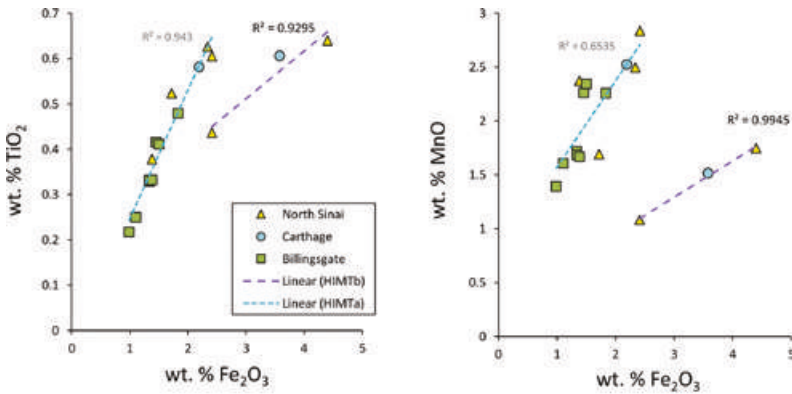 0.7
0.6
0.5
0.4
0.3
0.2
0.1
0
0
1
2
3
4
5
wt. % TiO₂
wt. % Fe₂O₃
R² = 0.943
R² = 0.9295
North Sinai
Carthage
Billingsgate
Linear (HIMTb)
Linear (HIMTa)
3
2.5
2
1.5
1
0.5
0
0
1
2
3
4
5
wt. % MnO
wt. % Fe₂O₃
R² = 0.6535
R² = 0.9945